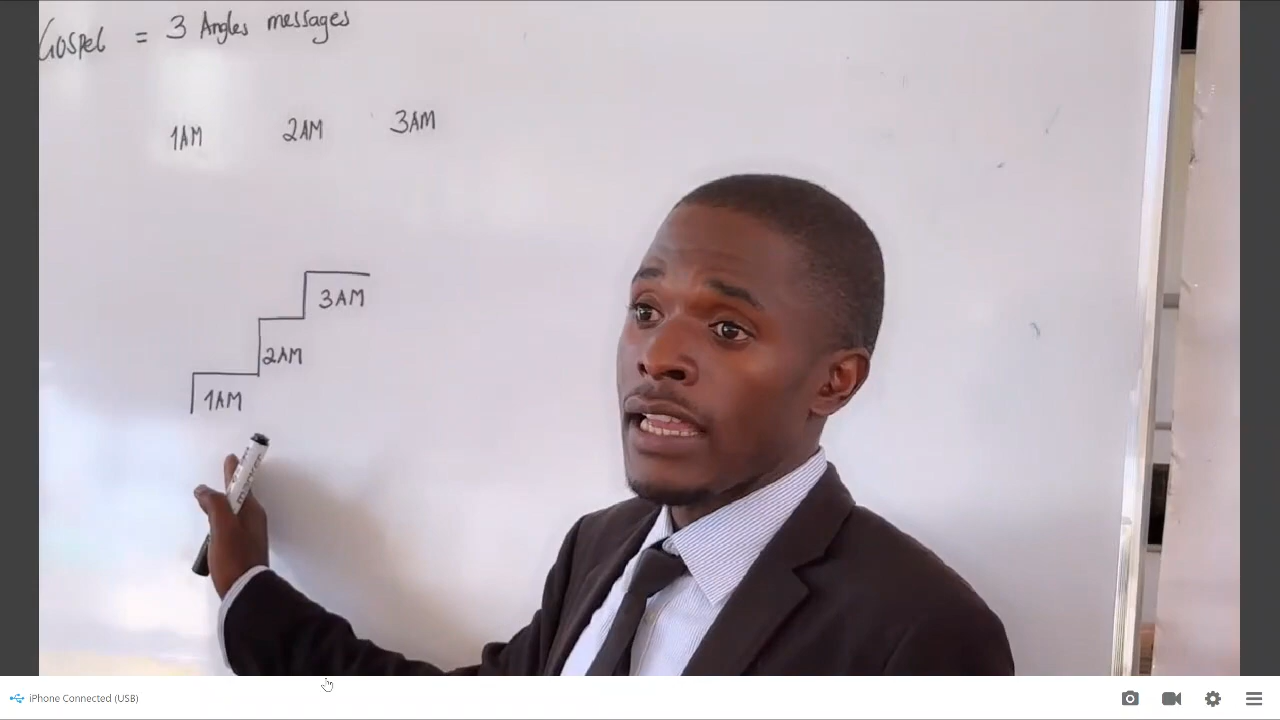 GOSPEL = 3 Angles messages
1AM 2AM 3AM
3AM
2AM
1AM
iPhone Connected (USB)